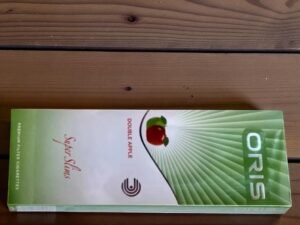 ORIS
DOUBLE APPLE
Super Slims
PREMIUM FILTER CIGARETTES